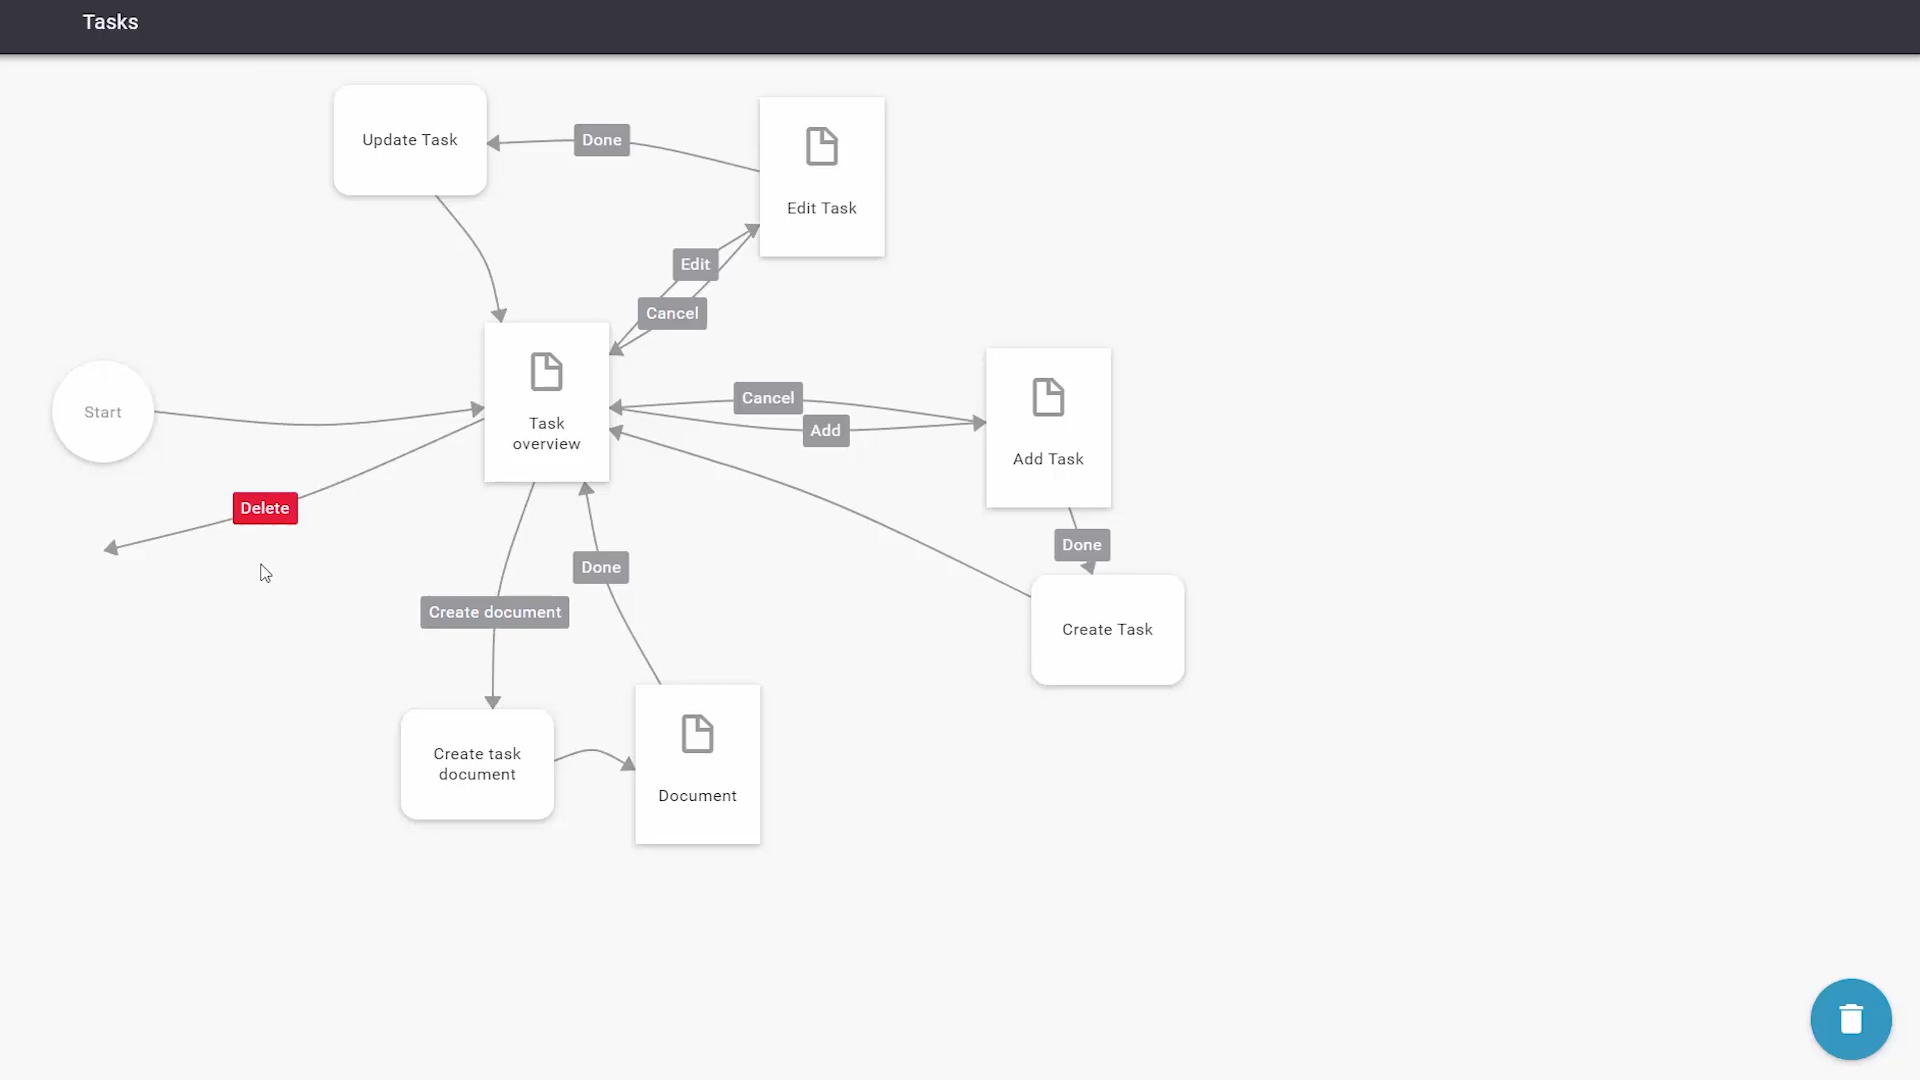 Tasks
Update Task
Done
Edit Task
Edit
Cancel
Start
Task
overview
Cancel
Add
Add Task
Delete
Done
Done
Create document
Create Task
Create task
document
Document